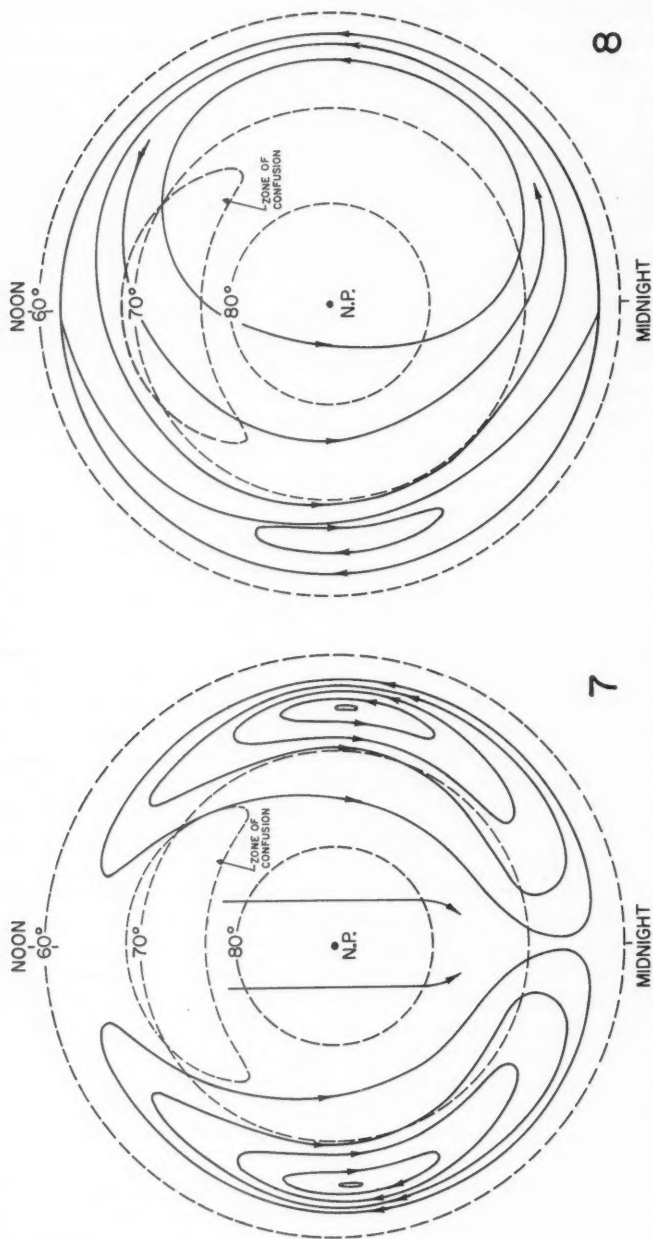 NOON
60°
70°
ZONE OF
CONFUSION
80°
N.P.
MIDNIGHT
7
NOON
60°
70°
ZONE OF
CONFUSION
80°
N.P.
MIDNIGHT
8